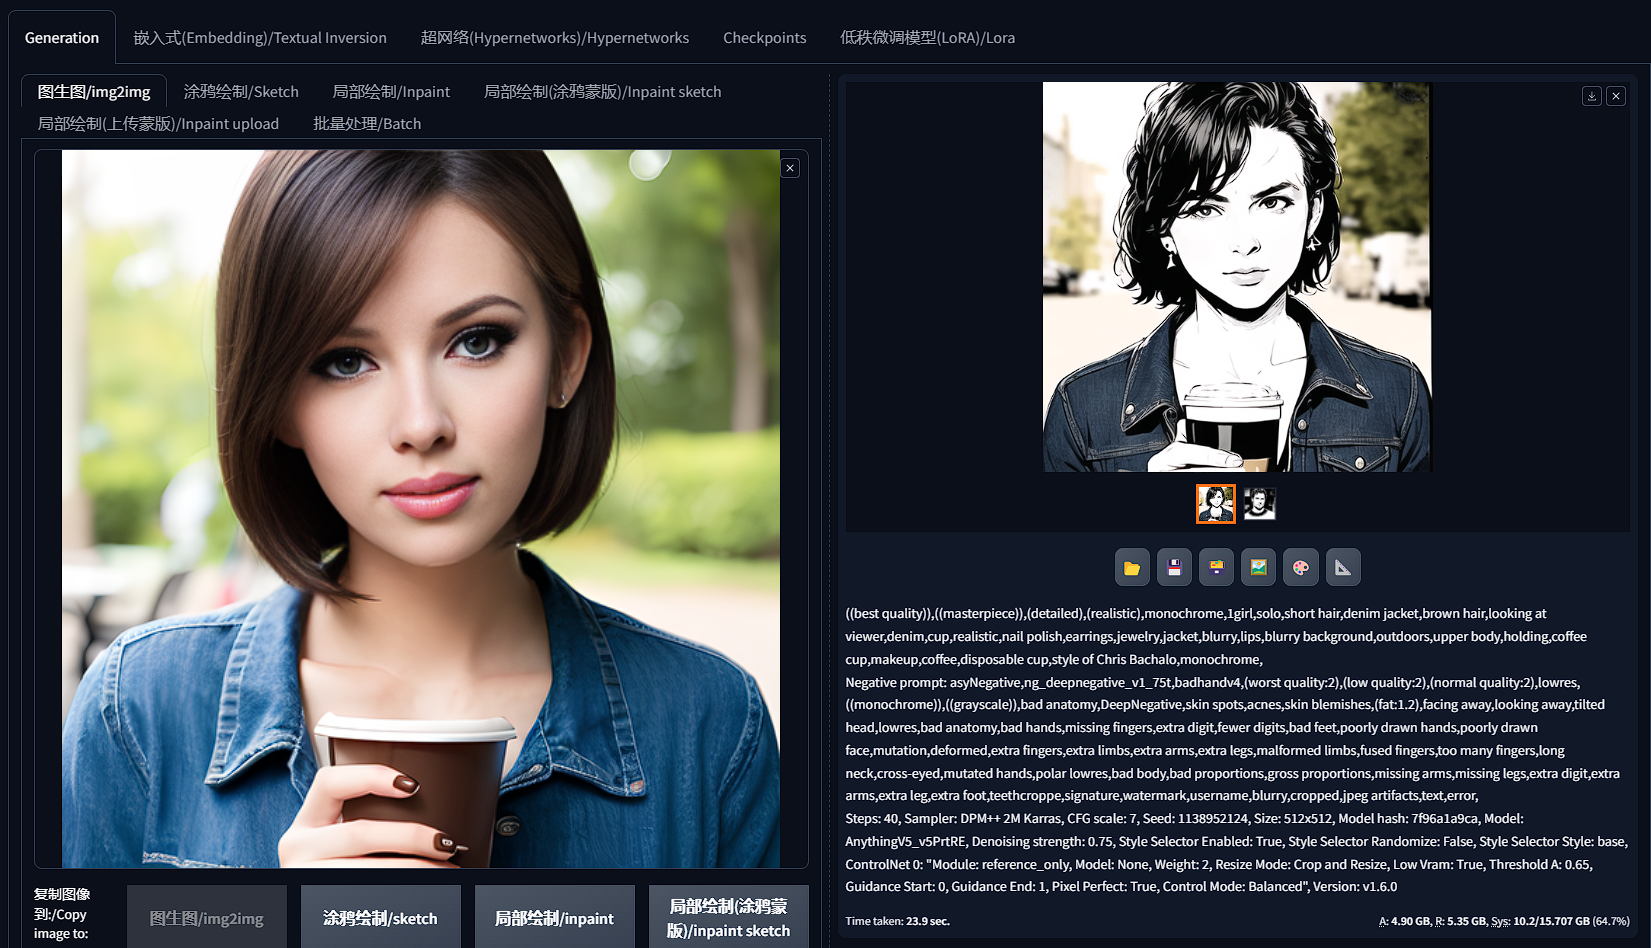 Generation
嵌入式(Embedding)/Textual Inversion
超网络(Hypernetworks)/Hypernetworks
Checkpoints
低秩微调模型(LoRA)/Lora
图生图/img2img
涂鸦绘制/Sketch
局部绘制/Inpaint
局部绘制(涂鸦蒙版)/Inpaint sketch
局部绘制(上传蒙版)/Inpaint upload
批量处理/Batch
复制图像
到:/Copy
image to:
图生图/img2img
涂鸦绘制/sketch
局部绘制/inpaint
局部绘制(涂鸦蒙
版)/inpaint sketch
((best quality)),((masterpiece)),(detailed),(realistic),monochrome,1girl,solo,short hair,denim jacket,brown hair,looking at
viewer,denim,cup,realistic,nail polish,earrings,jewelry,jacket,blurry,lips,blurry background,outdoors,upper body,holding,coffee
cup,makeup,coffee,disposable cup,style of Chris Bachalo,monochrome,
Negative prompt: asyNegative,ng_deepnegative_v1_75t,badhandv4,(worst quality:2),(low quality:2),(normal quality:2),lowres,
((monochrome)),((grayscale)),bad anatomy,DeepNegative,skin spots,acnes,skin blemishes,(fat:1.2),facing away,looking away,tilted
head,lowres,bad anatomy,bad hands,missing fingers,extra digit,fewer digits,bad feet,poorly drawn hands,poorly drawn
face,mutation,deformed,extra fingers,extra limbs,extra arms,extra legs,malformed limbs,fused fingers,too many fingers,long
neck,cross-eyed,mutated hands,polar lowres,bad body,bad proportions,gross proportions,missing arms,missing legs,extra digit,extra
arms,extra leg,extra foot,teethcroppe,signature,watermark,username,blurry,cropped,jpeg artifacts,text,error,
Steps: 40, Sampler: DPM++ 2M Karras, CFG scale: 7, Seed: 1138952124, Size: 512x512, Model hash: 7f96a1a9ca, Model:
AnythingV5_v5PrtRE, Denoising strength: 0.75, Style Selector Enabled: True, Style Selector Randomize: False, Style Selector Style: base,
ControlNet 0: "Module: reference_only, Model: None, Weight: 2, Resize Mode: Crop and Resize, Low Vram: True, Threshold A: 0.65,
Guidance Start: 0, Guidance End: 1, Pixel Perfect: True, Control Mode: Balanced", Version: v1.6.0
Time taken: 23.9 sec.
A: 4.90 GB, R: 5.35 GB, Sys: 10.2/15.707 GB (64.7%)